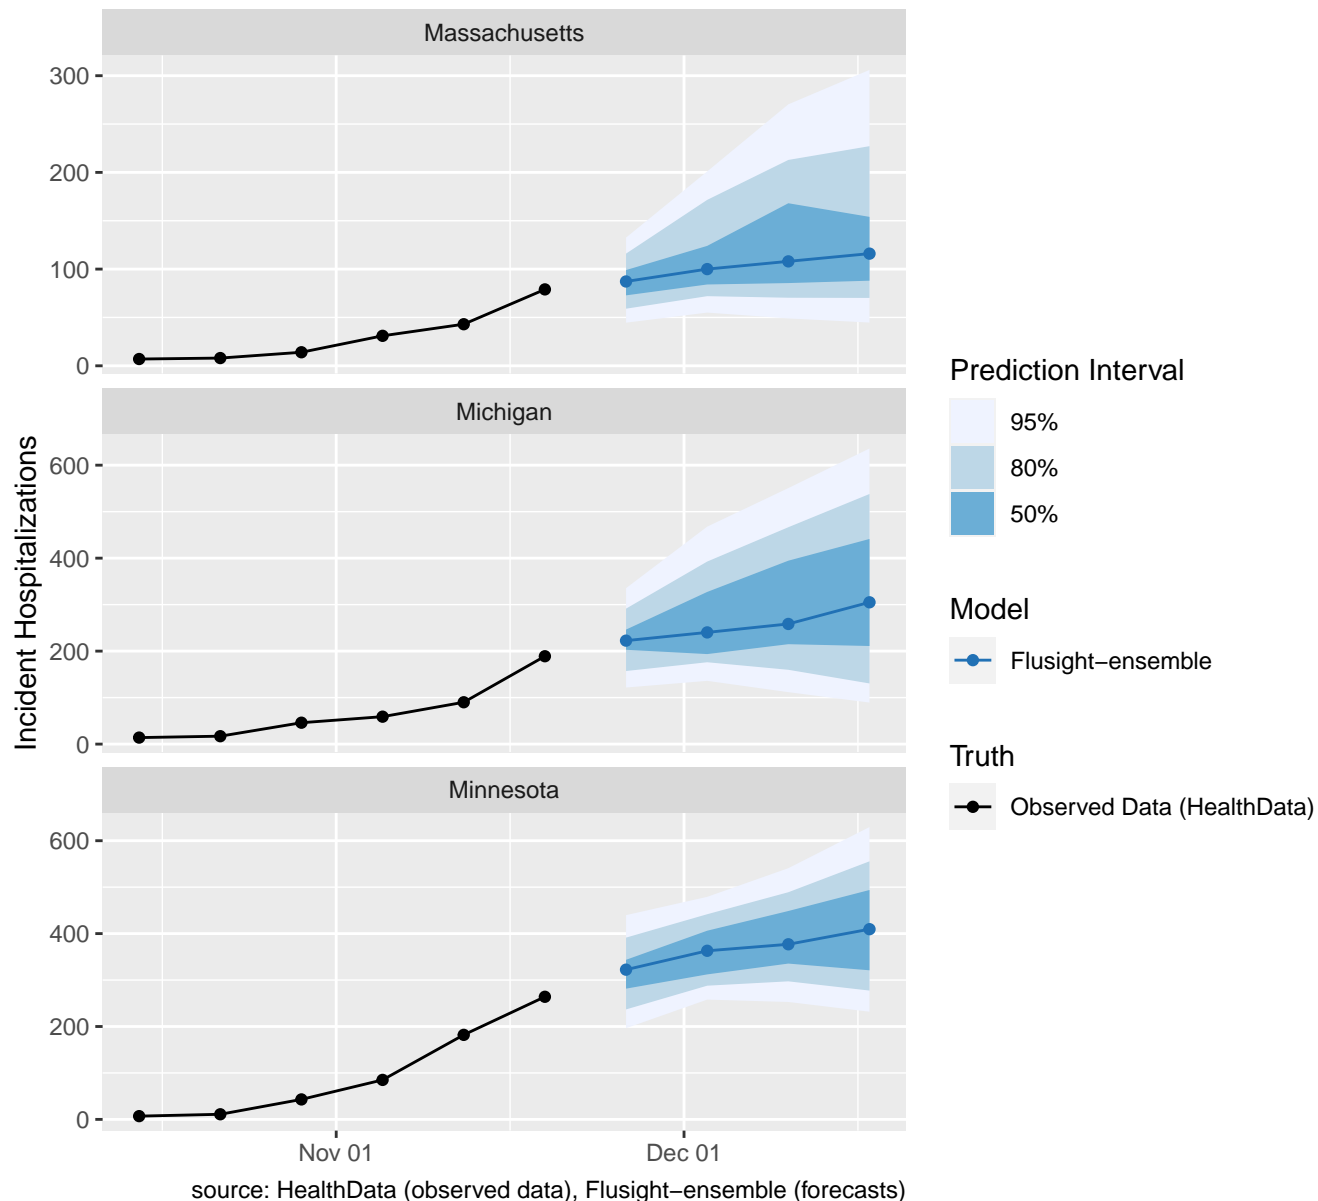 Massachusetts
300
200
100
0
Michigan
600
400
200
0
Minnesota
600
400
200
0
Nov 01
Dec 01
Incident Hospitalizations
source: HealthData (observed data), Flusight−ensemble (forecasts)
Prediction Interval
95%
80%
50%
Model
Flusight−ensemble
Truth
Observed Data (HealthData)